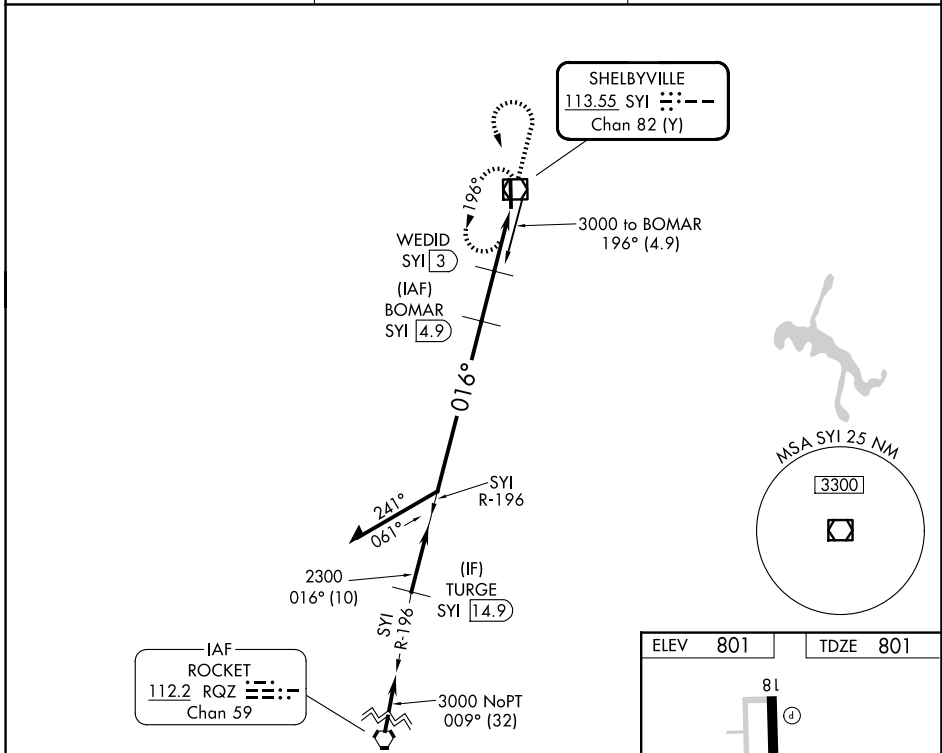 SHELBYVILLE
113.55 SYI
Chan 82 (Y)
196°
3000 to BOMAR
196° (4.9)
WEDID
SYI 3
(IAF)
BOMAR
SYI 4.9
016°
MSA SYI 25 NM
3300
SYI
R-196
241°
061°
2300
016° (10)
(IF)
TURGE
SYI 14.9
SYI
R-196
IAF
ROCKET
112.2 RQZ
Chan 59
3000 NoPT
009° (32)
ELEV 801
TDZE 801
18
P